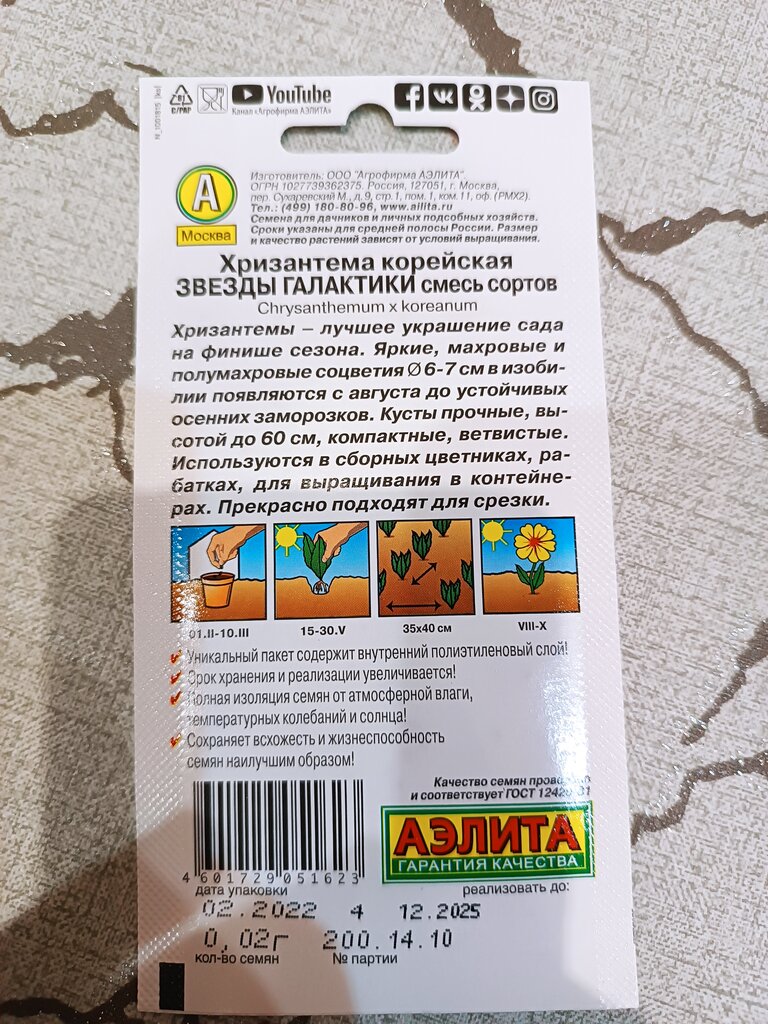 YouTube
Канал «Агрофирма АЭЛИТА»
C/PAP
А
Москва
Изготовитель: ООО "Агрофирма АЭЛИТА".
ОГРН 1027739362375. Россия, 127051, г. Москва,
пер. Сухаревский М., д.9, стр.1, пом.1, ком.11, оф. (РМХ2).
Тел.: (499) 180-80-96, www.ailita.ru
Семена для дачников и личных подсобных хозяйств.
Сроки указаны для средней полосы России. Размер
и качество растений зависят от условий выращивания.
Хризантема корейская
ЗВЕЗДЫ ГАЛАКТИКИ смесь сортов
Chrysanthemum x koreanum
Хризантемы – лучшее украшение сада
на финише сезона. Яркие, махровые и
полумахровые соцветия Ø 6-7 см в изоби-
лии появляются с августа до устойчивых
осенних заморозков. Кусты прочные, вы-
сотой до 60 см, компактные, ветвистые.
Используются в сборных цветниках, ра-
батках, для выращивания в контейне-
рах. Прекрасно подходят для срезки.
01.II-10.III 15-30.V 35x40 см VIII-X
Уникальный пакет содержит внутренний полиэтиленовый слой!
Срок хранения и реализации увеличивается!
Полная изоляция семян от атмосферной влаги,
температурных колебаний и солнца!
Сохраняет всхожесть и жизнеспособность
семян наилучшим образом!
Качество семян
и соответствует ГОСТ
АЭЛИТА
ГАРАНТИЯ КАЧЕСТВА
4 601729 051623
дата упаковки реализовать до:
02.2022 4 12.2025
0,02г 200.14.10
кол-во семян № партии